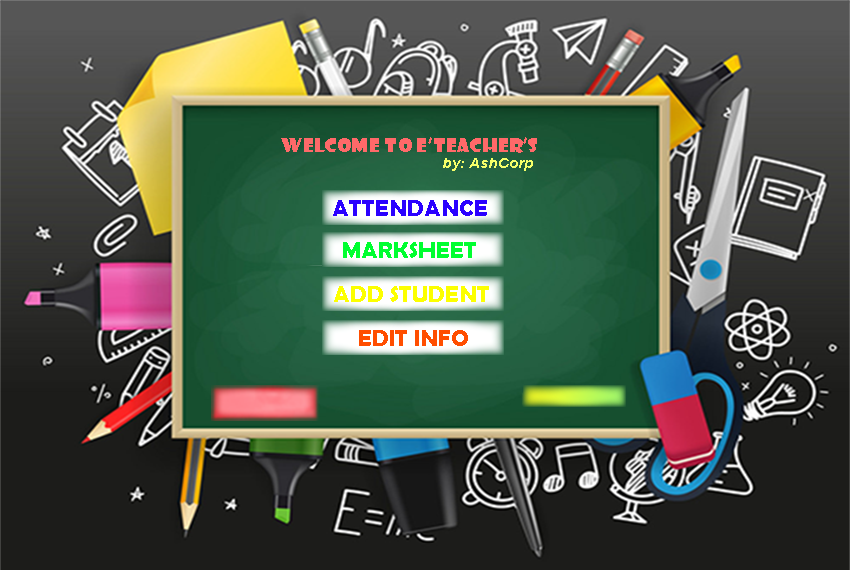 WELCOME TO E'TEACHER'S
by: AshCorp
ATTENDANCE
MARKSHEET
ADD STUDENT
EDIT INFO
E=mc